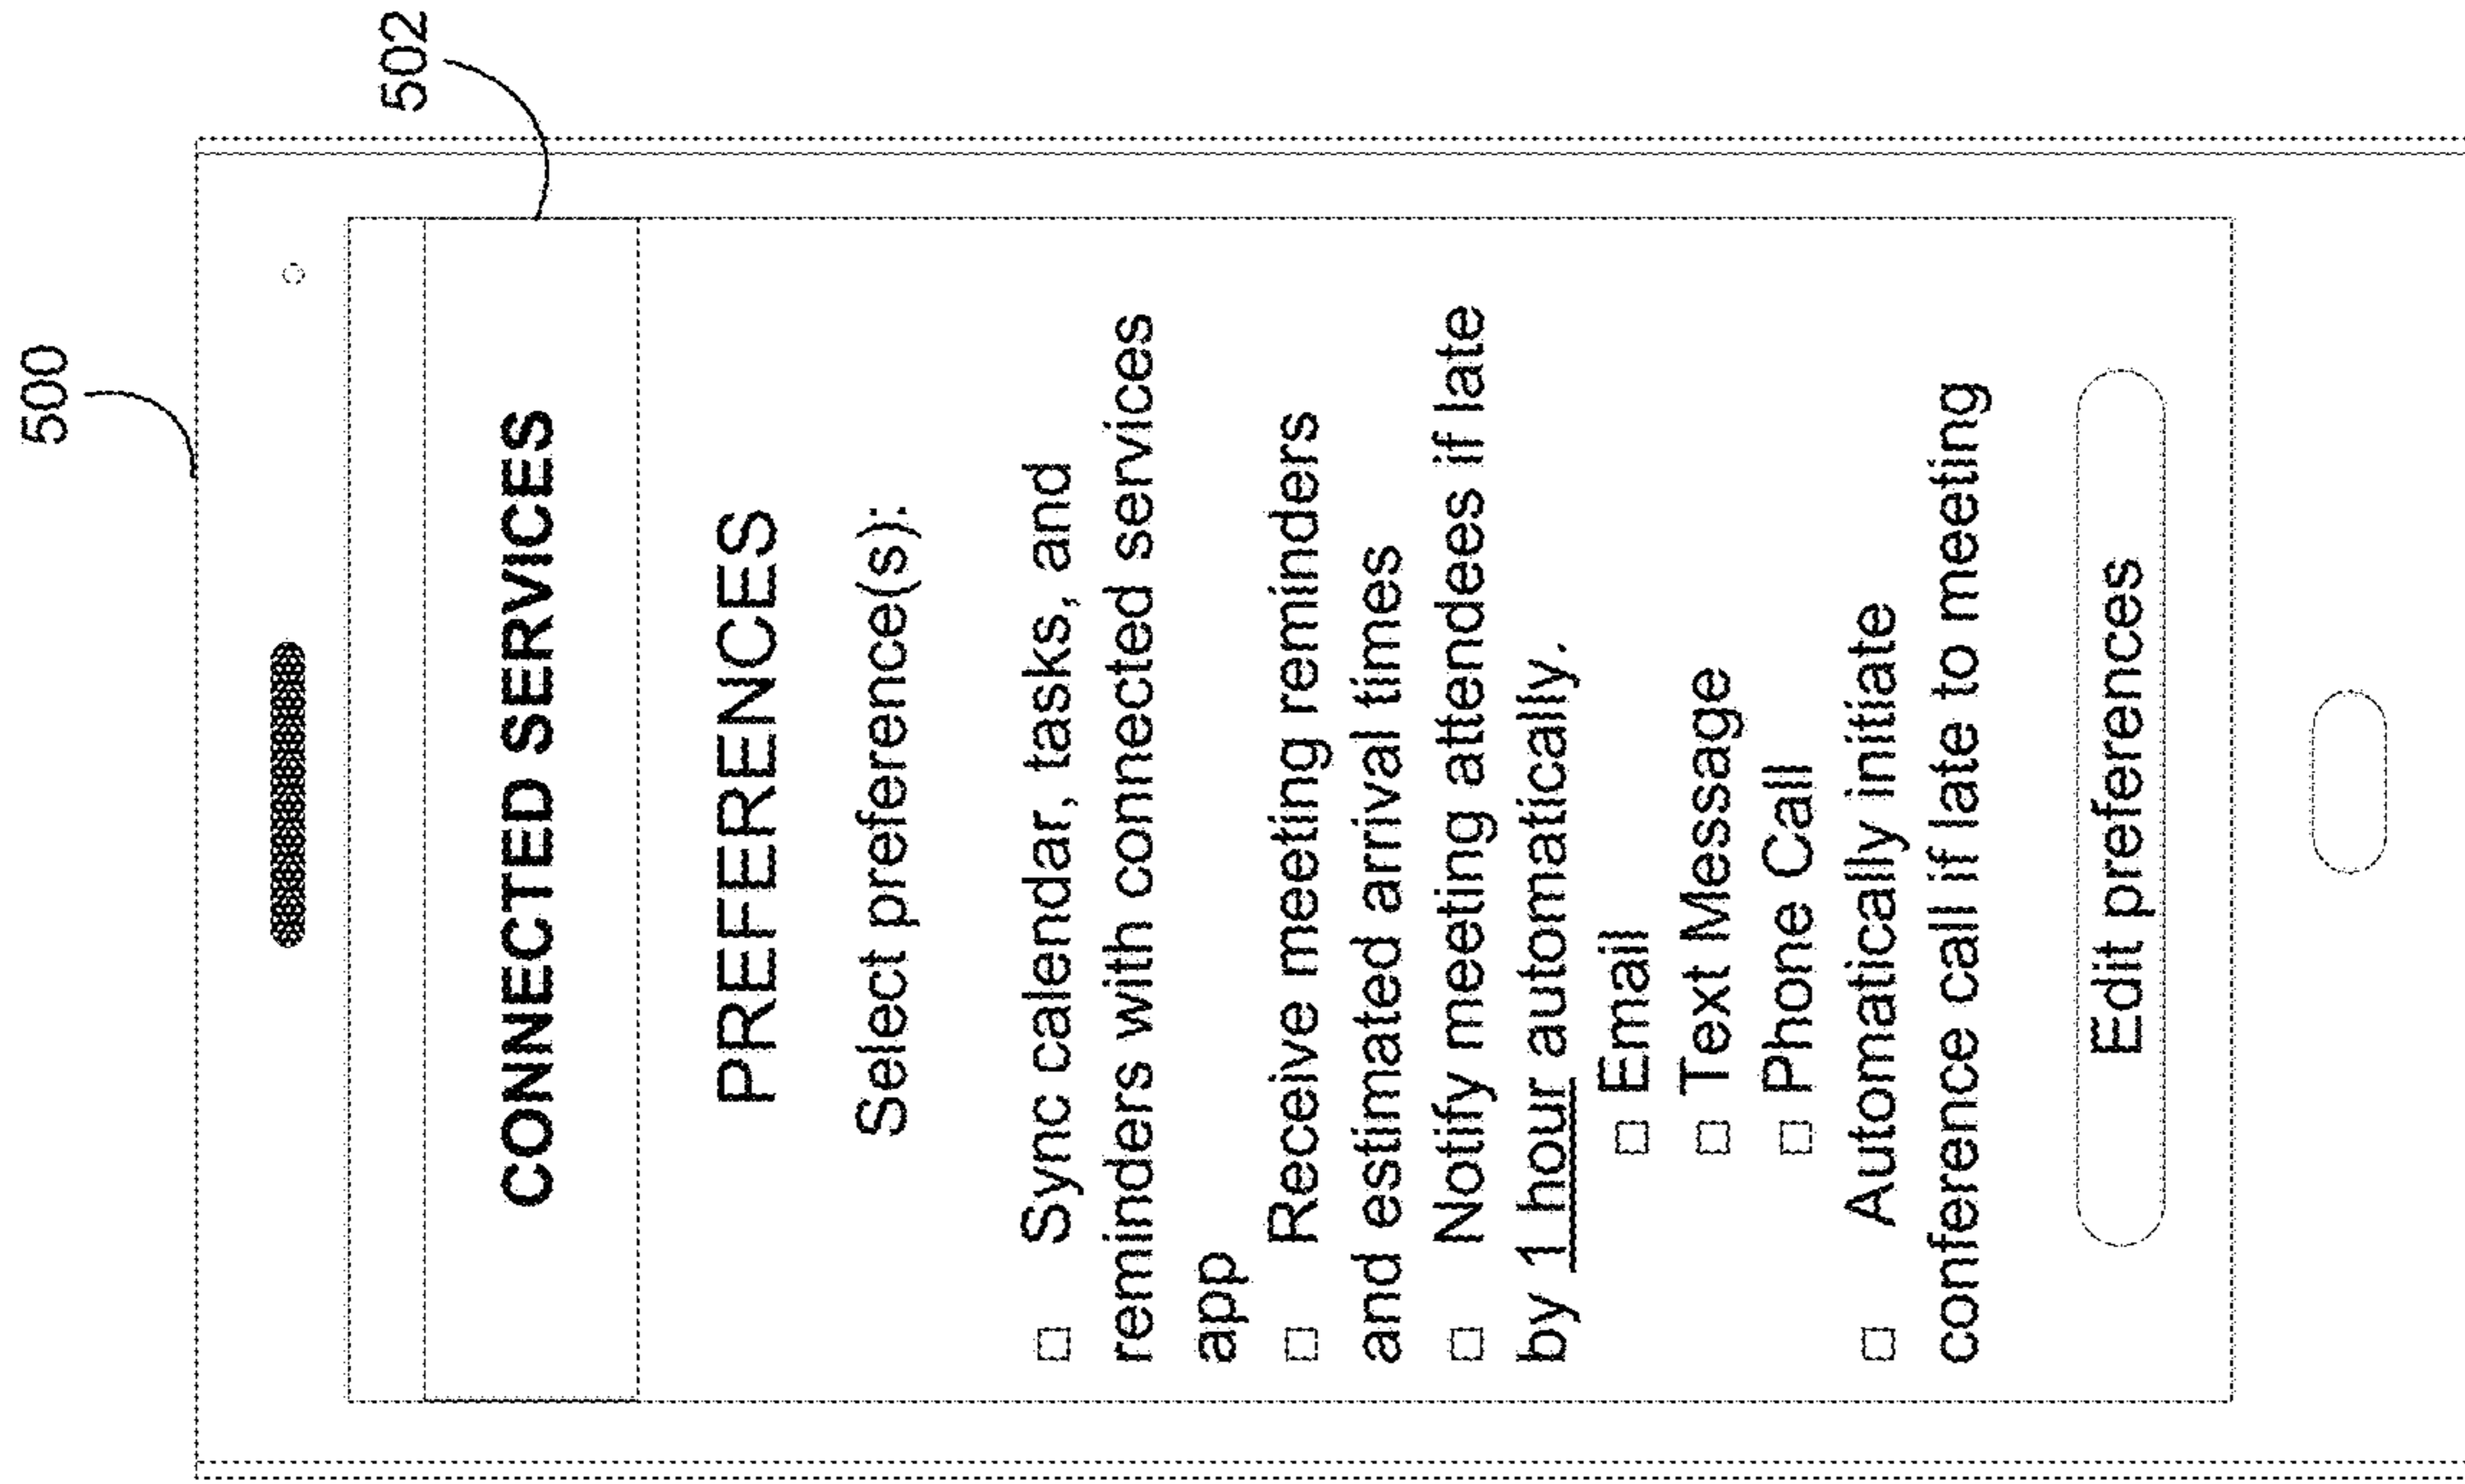 500
502
CONNECTED SERVICES
PREFERENCES
Select preference(s):
Sync calendar, tasks, and
reminders with connected services
app
Receive meeting reminders
and estimated arrival times
Notify meeting attendees if late
by 1 hour automatically.
Email
Text Message
Phone Call
Automatically initiate
conference call if late to meeting
Edit preferences